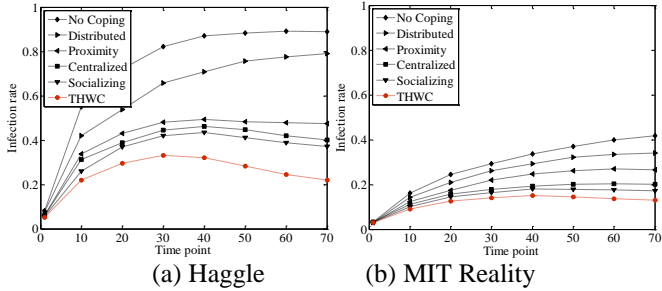 1
0.8
0.6
0.4
0.2
0
Infection rate
No Coping
Distributed
Proximity
Centralized
Socializing
THWC
0 10 20 30 40 50 60 70
Time point
(a) Haggle
1
0.8
0.6
0.4
0.2
0
Infection rate
No Coping
Distributed
Proximity
Centralized
Socializing
THWC
0 10 20 30 40 50 60 70
Time point
(b) MIT Reality